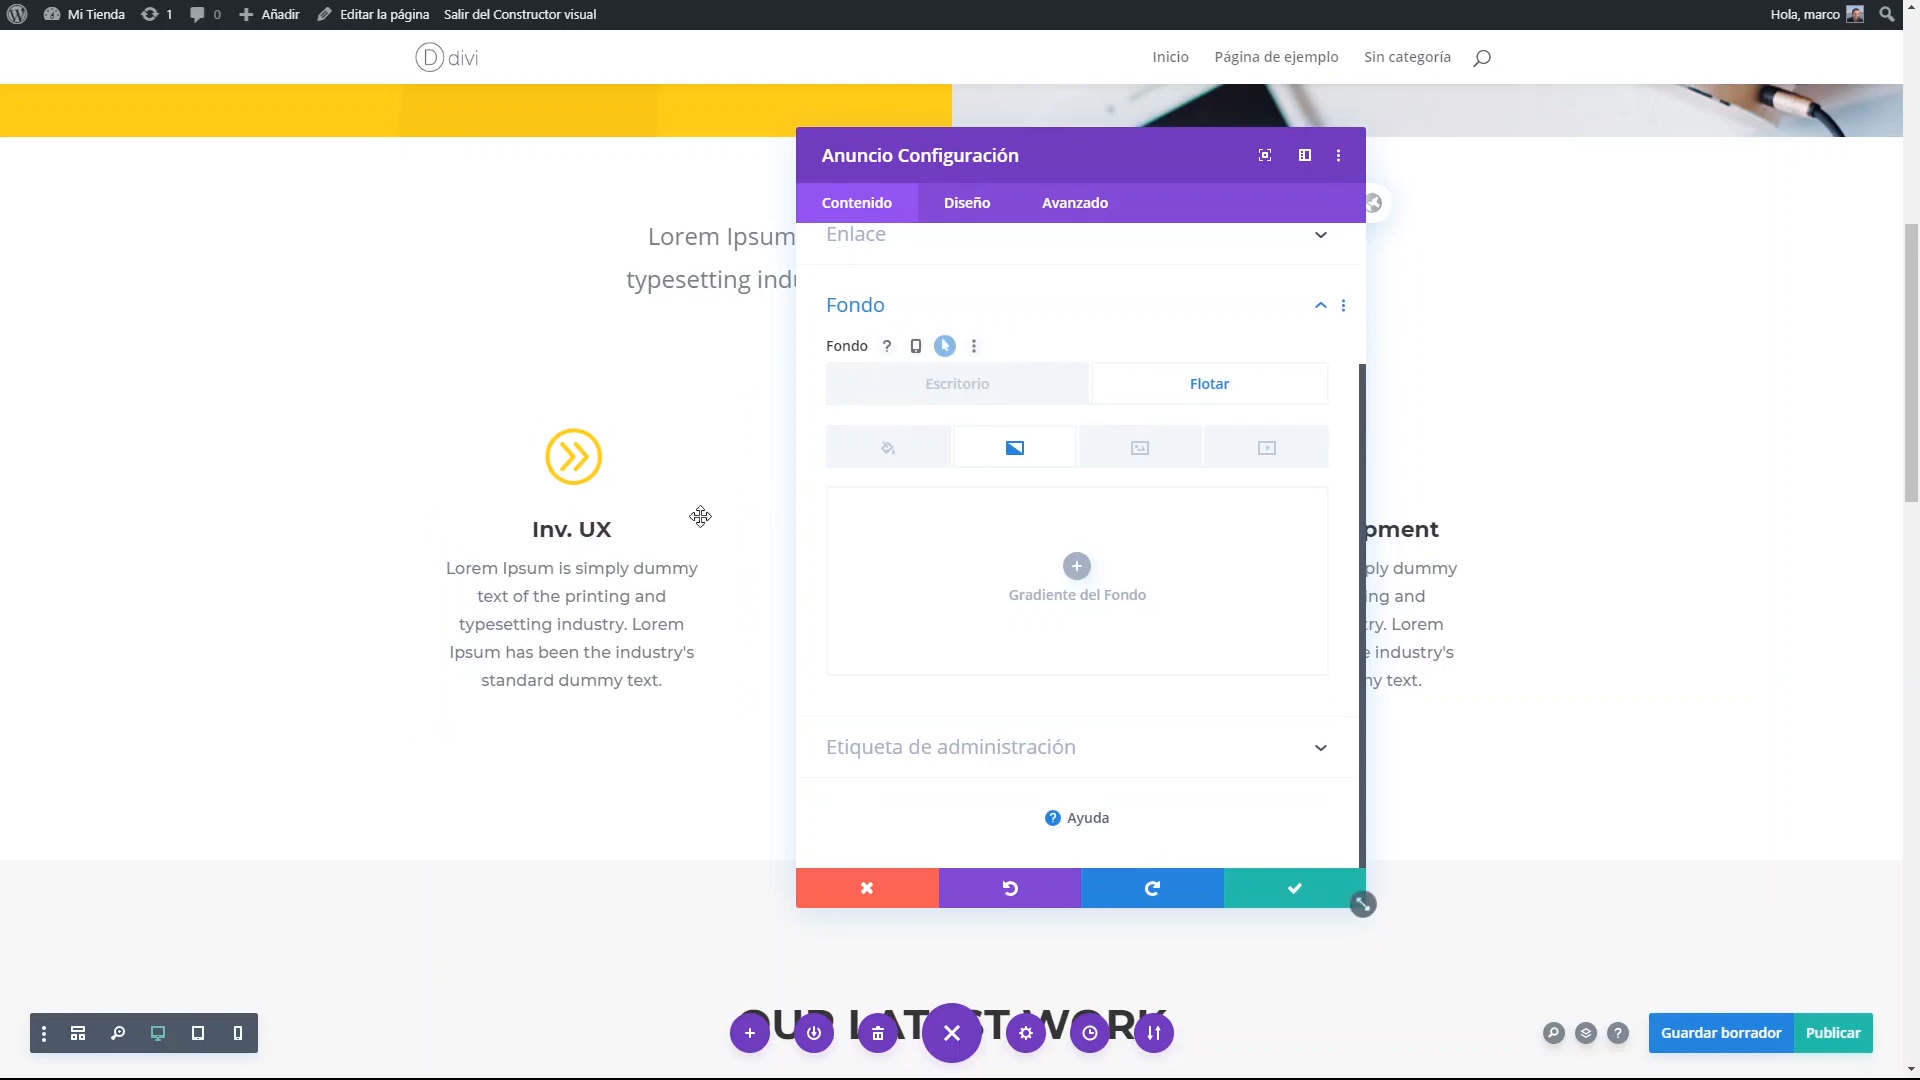 Mi Tienda 1 0 Añadir Editar la página Salir del Constructor visual Hola, marco
D divi Inicio Página de ejemplo Sin categoría
Anuncio Configuración
Contenido Diseño Avanzado
Lorem Ipsum
typesetting indu
Enlace
Fondo
Fondo ?
Escritorio Flotar
Gradiente del Fondo
Inv. UX
Lorem Ipsum is simply dummy
text of the printing and
typesetting industry. Lorem
Ipsum has been the industry's
standard dummy text.
pment
ply dummy
ing and
try. Lorem
e industry's
ny text.
Etiqueta de administración
? Ayuda
OUR LATEST WORK
? Guardar borrador Publicar